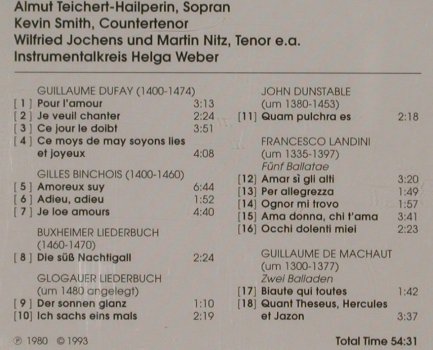 Almut Teichert-Hailperin, Sopran
Kevin Smith, Countertenor
Wilfried Jochens und Martin Nitz, Tenor e.a.
Instrumentalkreis Helga Weber
GUILLAUME DUFAY (1400-1474)
[ 1 ] Pour l'amour 3:13
[ 2 ] Je veuil chanter 2:24
[ 3 ] Ce jour le doibt 3:51
[ 4 ] Ce moys de may soyons lies
et joyeux 4:08
GILLES BINCHOIS (1400-1460)
[ 5 ] Amoreux suy 6:44
[ 6 ] Adieu, adieu 1:52
[ 7 ] Je loe amours 4:40
BUXHEIMER LIEDERBUCH
(1460-1470)
[ 8 ] Die süß Nachtigall 2:24
GLOGAUER LIEDERBUCH
(um 1480 angelegt)
[ 9 ] Der sonnen glanz 1:10
[10] Ich sachs eins mals 2:19
JOHN DUNSTABLE
(um 1380-1453)
[11] Quam pulchra es 2:18
FRANCESCO LANDINI
(um 1335-1397)
Fünf Ballatae
[12] Amar sì gli alti 3:20
[13] Per allegrezza 1:49
[14] Ognor mi trovo 1:57
[15] Ama donna, chi t'ama 3:41
[16] Occhi dolenti miei 2:23
GUILLAUME DE MACHAUT
(um 1300-1377)
Zwei Balladen
[17] Biaute qui toutes 1:42
[18] Quant Theseus, Hercules
et Jazon 3:37
℗ 1980 © 1993
Total Time 54:31